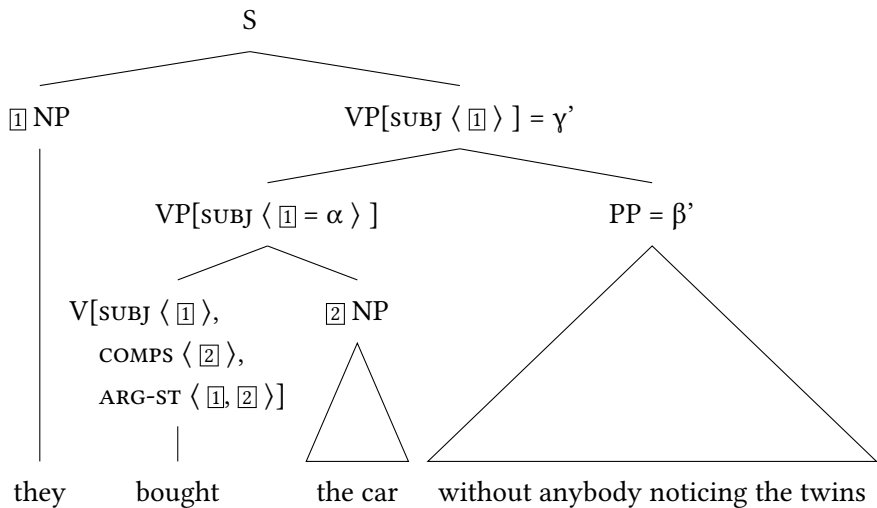 S
1 NP VP[SUBJ ⟨ 1 ⟩ ] = γ’
VP[SUBJ ⟨ 1 = α ⟩ ] PP = β’
V[SUBJ ⟨ 1 ⟩, 2 NP
COMPS ⟨ 2 ⟩,
ARG-ST ⟨ 1, 2 ⟩]
they bought the car without anybody noticing the twins